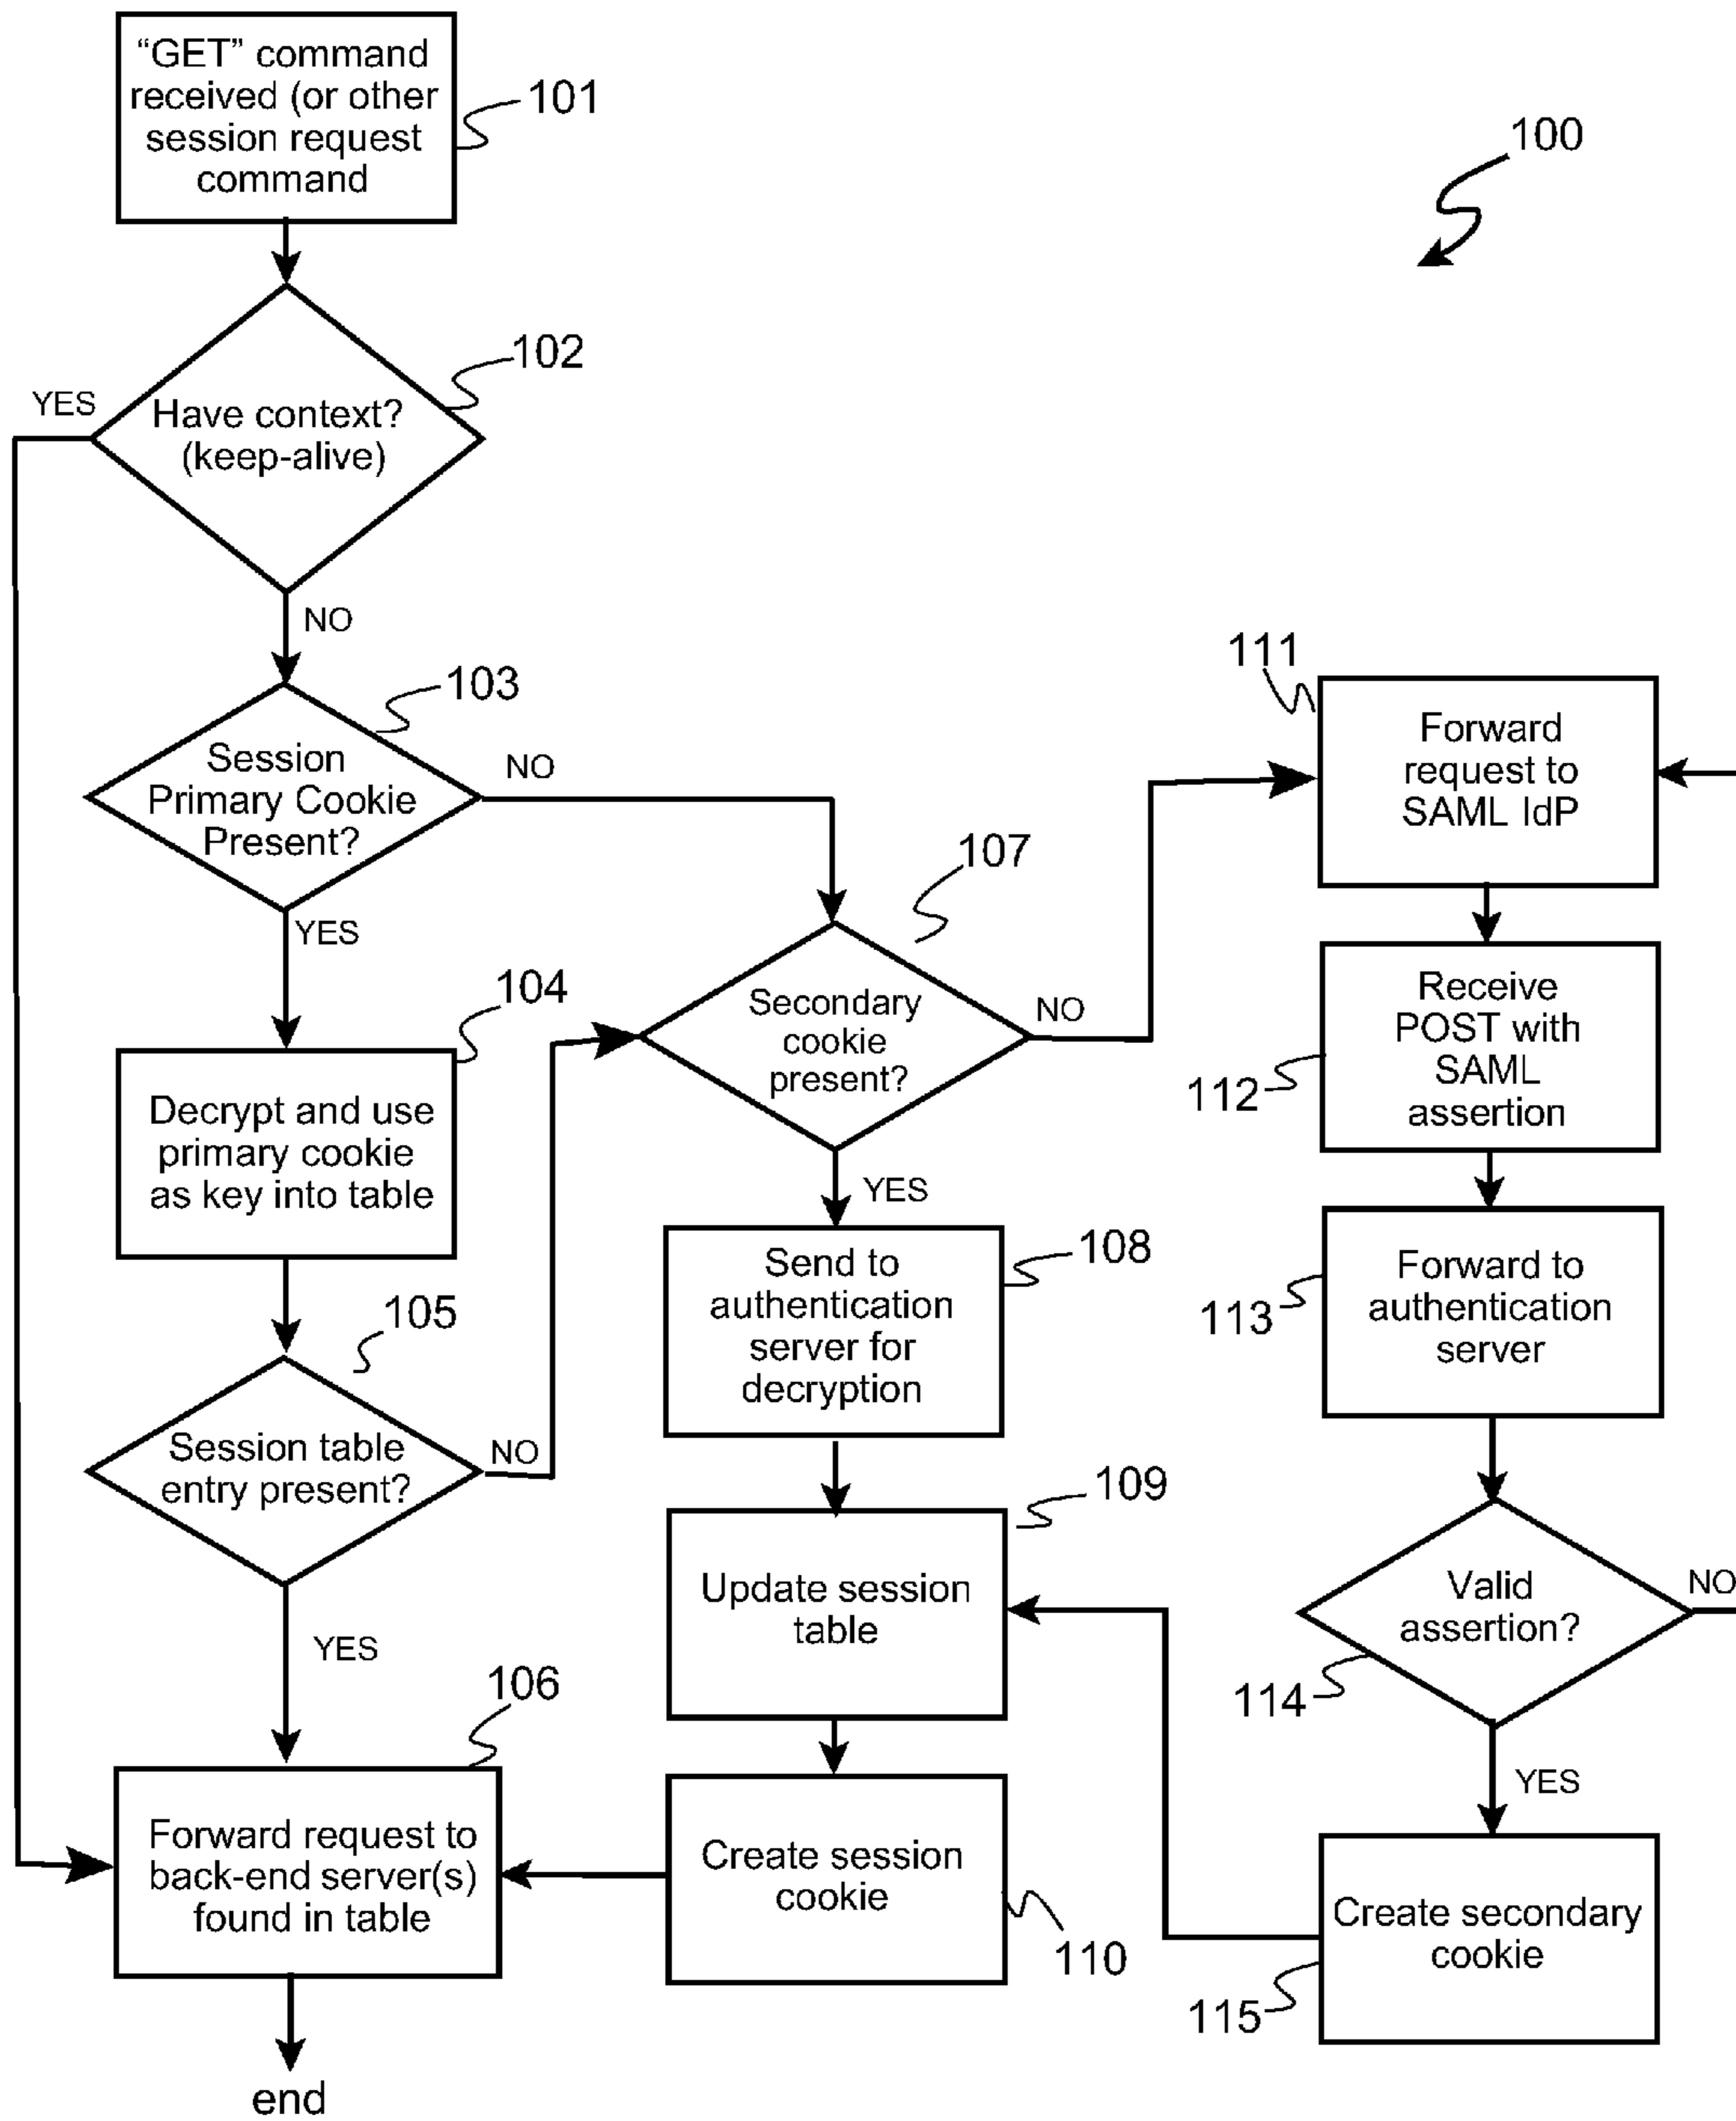 “GET” command
received (or other
session request
command
101
100
102
YES
Have context?
(keep-alive)
NO
103
Session
Primary Cookie
Present?
NO
YES
104
Decrypt and use
primary cookie
as key into table
105
Session table
entry present?
NO
YES
106
Forward request to
back-end server(s)
found in table
end
107
Secondary
cookie
present?
NO
YES
108
Send to
authentication
server for
decryption
109
Update session
table
Create session
cookie
110
111
Forward
request to
SAML IdP
Receive
POST with
SAML
assertion
112
Forward to
authentication
server
113
Valid
assertion?
NO
114
YES
Create secondary
cookie
115